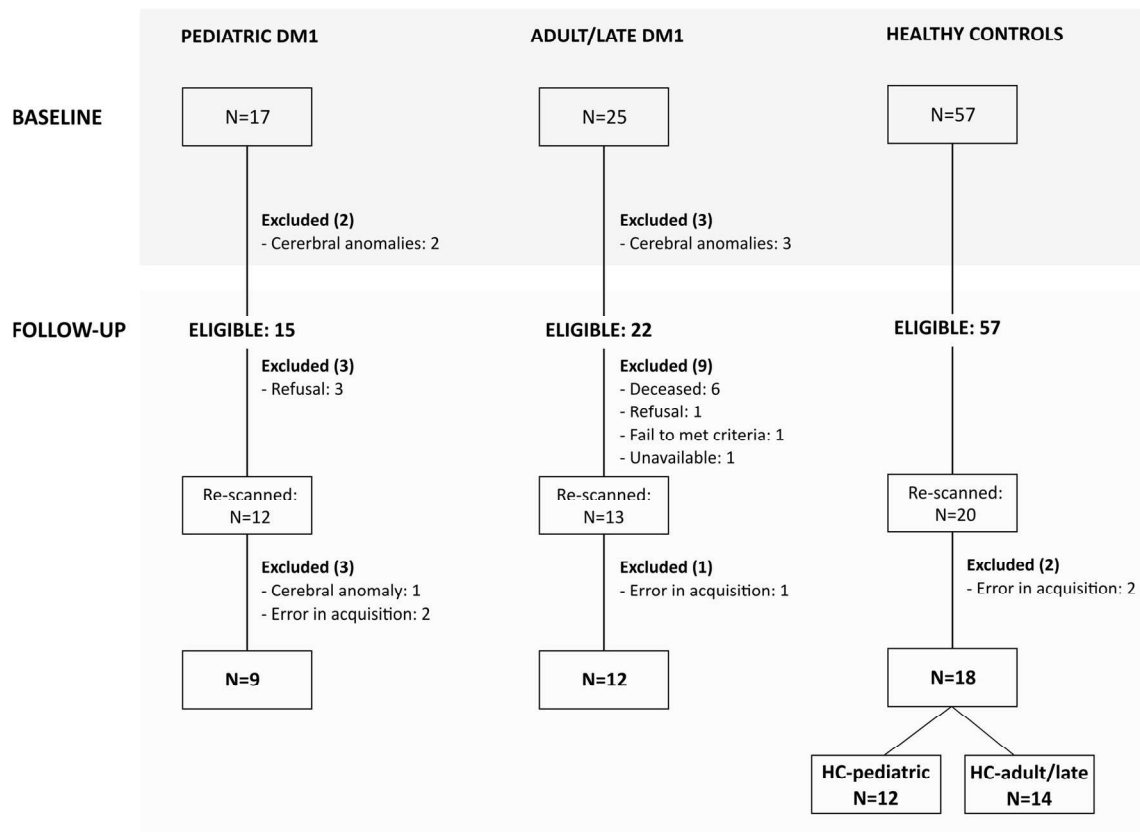 PEDIATRIC DM1
ADULT/LATE DM1
HEALTHY CONTROLS
BASELINE
N=17
N=25
N=57
Excluded (2)
- Cererbral anomalies: 2
Excluded (3)
- Cerebral anomalies: 3
FOLLOW-UP
ELIGIBLE: 15
ELIGIBLE: 22
ELIGIBLE: 57
Excluded (3)
- Refusal: 3
Excluded (9)
- Deceased: 6
- Refusal: 1
- Fail to met criteria: 1
- Unavailable: 1
Re-scanned:
N=12
Re-scanned:
N=13
Re-scanned:
N=20
Excluded (3)
- Cerebral anomaly: 1
- Error in acquisition: 2
Excluded (1)
- Error in acquisition: 1
Excluded (2)
- Error in acquisition: 2
N=9
N=12
N=18
HC-pediatric
N=12
HC-adult/late
N=14